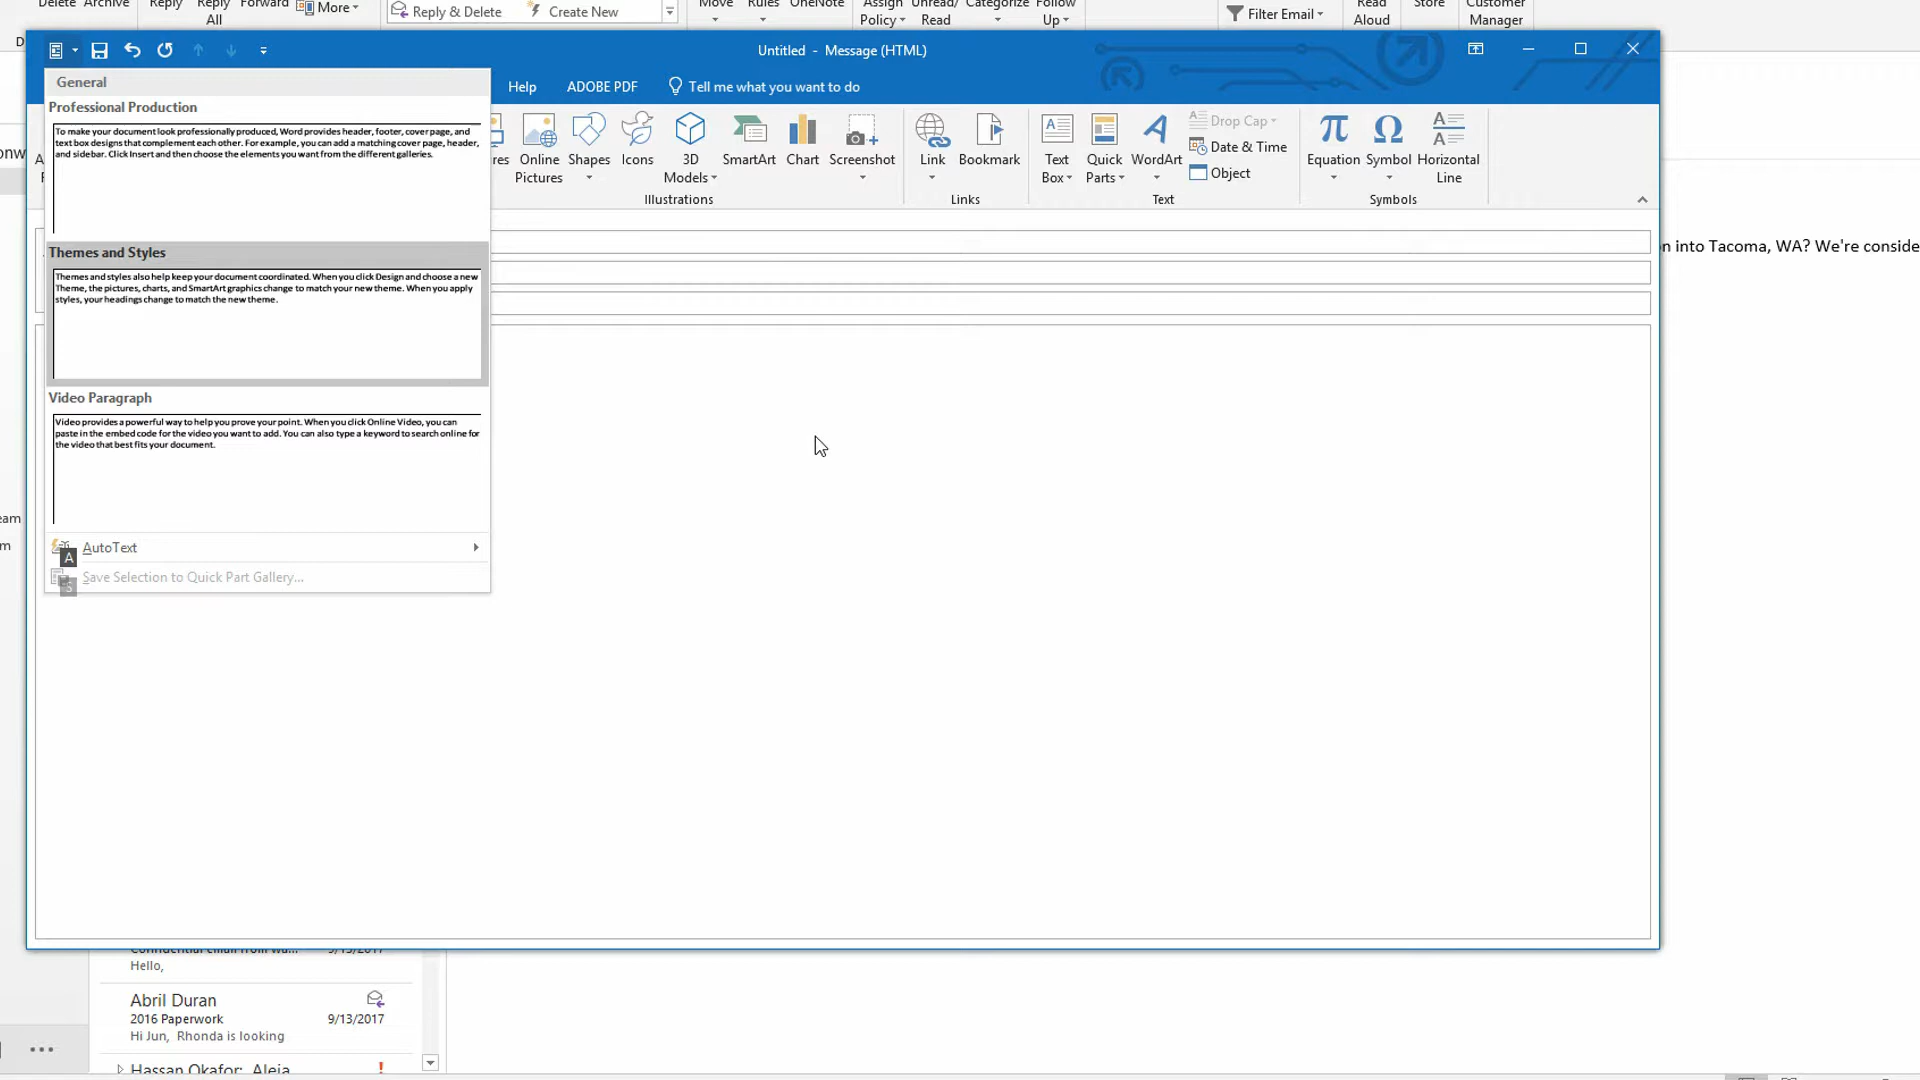 Delete Archive Reply Reply All Forward More Reply & Delete Create New Move Rules OneNote Assign Policy Unread/ Read Categorize Follow Up Filter Email Read Aloud Store Customer Manager
Untitled - Message (HTML)
General
Help ADOBE PDF Tell me what you want to do
Professional Production
To make your document look professionally produced, Word provides header, footer, cover page, and
text box designs that complement each other. For example, you can add a matching cover page, header,
and sidebar. Click Insert and then choose the elements you want from the different galleries.
Online Pictures
Shapes
Icons
3D Models
SmartArt
Chart
Screenshot
Link
Bookmark
Text Box
Quick Parts
WordArt
Drop Cap
Date & Time
Object
Equation
Symbol
Horizontal Line
Illustrations
Links
Text
Symbols
into Tacoma, WA? We're conside
Themes and Styles
Themes and styles also help keep your document coordinated. When you click Design and choose a new
Theme, the pictures, charts, and SmartArt graphics change to match your new theme. When you apply
styles, your headings change to match the new theme.
Video Paragraph
Video provides a powerful way to help you prove your point. When you click Online Video, you can
paste in the embed code for the video you want to add. You can also type a keyword to search online for
the video that best fits your document.
AutoText
A
Save Selection to Quick Part Gallery...
S
9/13/2017
Hello,
Abril Duran
2016 Paperwork 9/13/2017
Hi Jun, Rhonda is looking
Hassan Okafor; Aleja